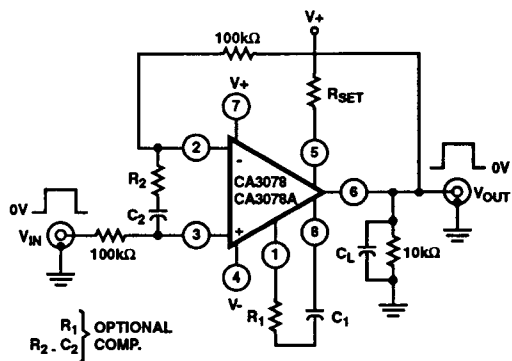 V+
100kΩ
RSET
V+
7
5
2
-
R2
CA3078
CA3078A
6
0V
0V
C2
VOUT
VIN
+
3
8
100kΩ
1
CL
10kΩ
4
V-
R1
C1
R1 } OPTIONAL
R2 - C2 } COMP.